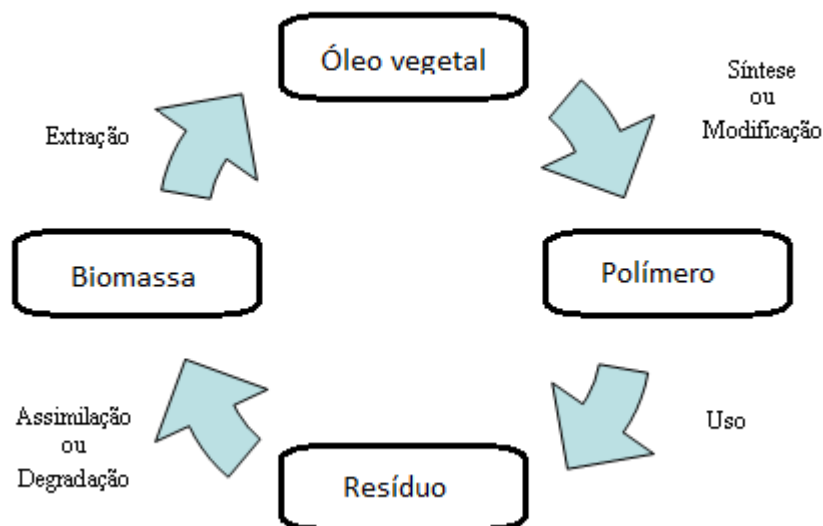 Óleo vegetal
Síntese
ou
Modificação
Extração
Biomassa
Polímero
Assimilação
ou
Degradação
Uso
Resíduo